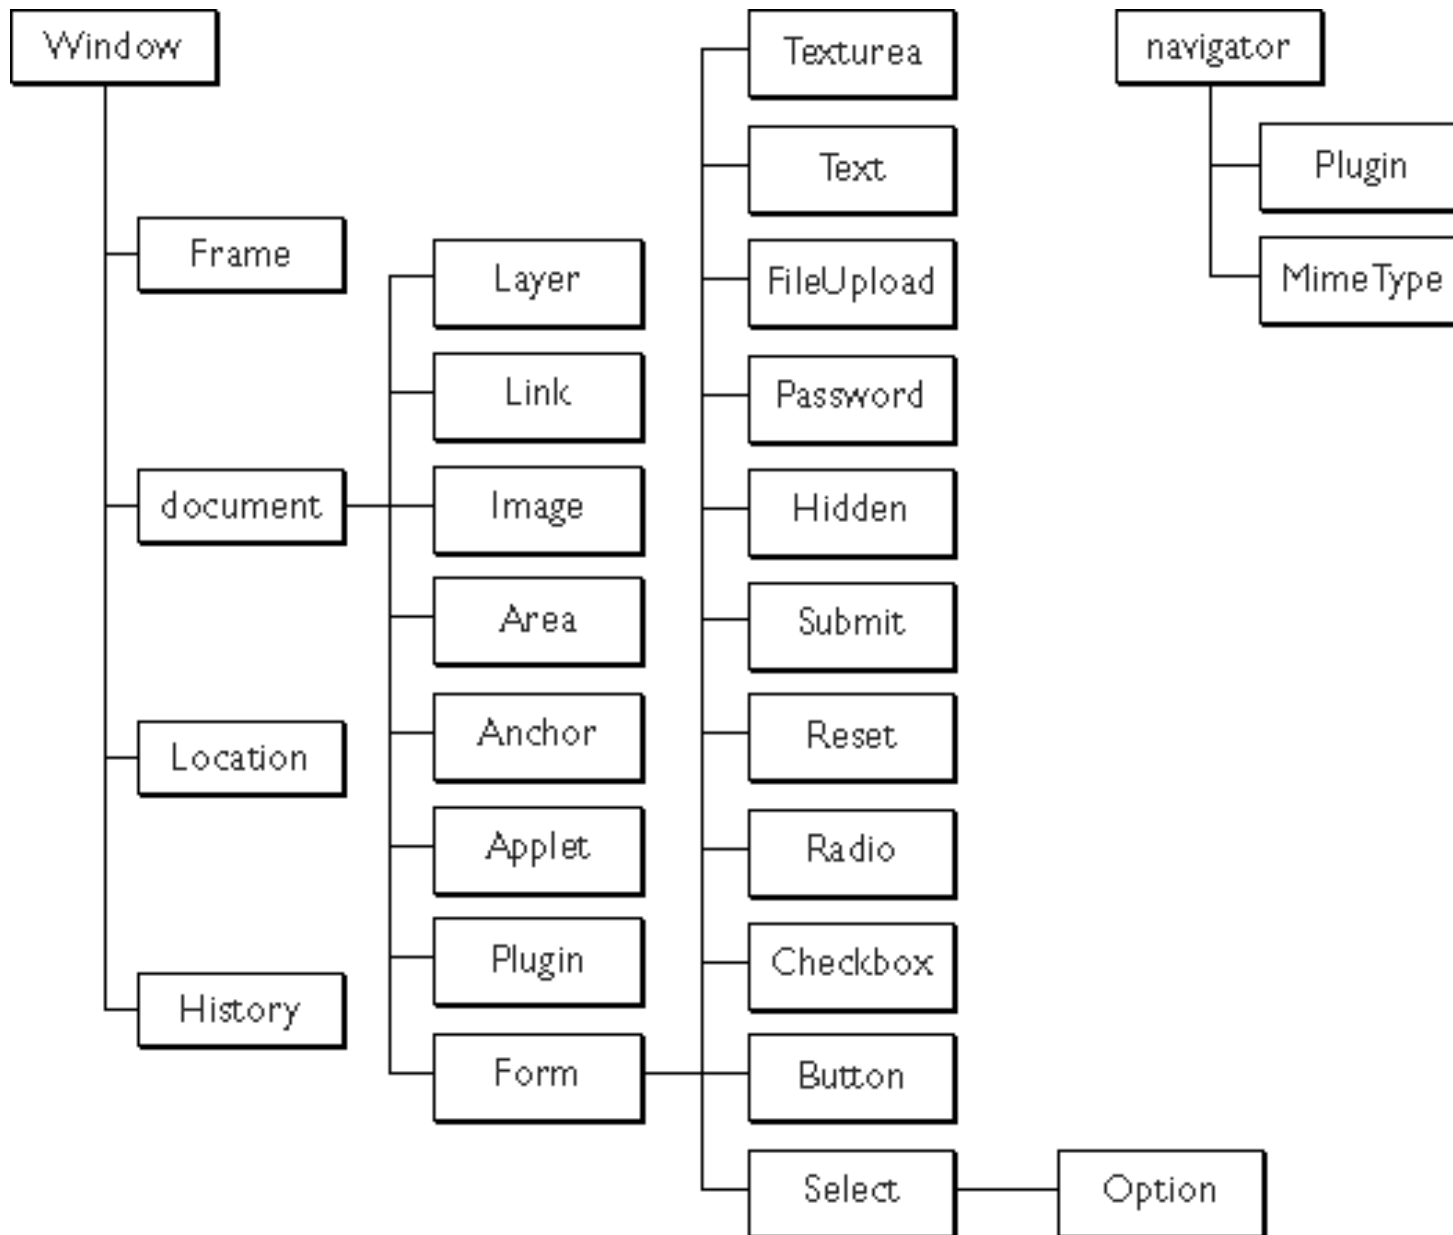 Window
Frame
document
Location
History
Layer
Link
Image
Area
Anchor
Applet
Plugin
Form
Texturea
Text
FileUpload
Password
Hidden
Submit
Reset
Radio
Checkbox
Button
Select
Option
navigator
Plugin
MimeType